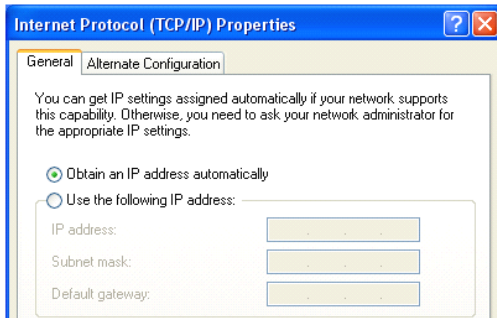 Internet Protocol (TCP/IP) Properties
General Alternate Configuration
You can get IP settings assigned automatically if your network supports
this capability. Otherwise, you need to ask your network administrator for
the appropriate IP settings.
Obtain an IP address automatically
Use the following IP address:
IP address:
Subnet mask:
Default gateway: